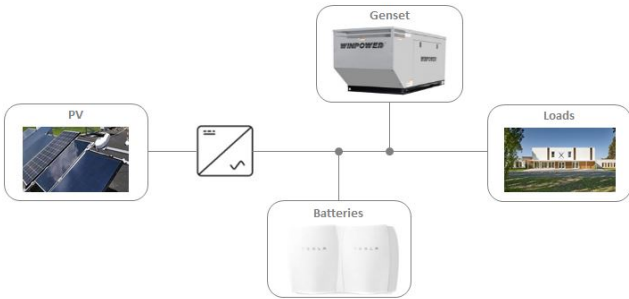 Genset
WINPOWER
PV
Loads
Batteries
TESLA TESLA